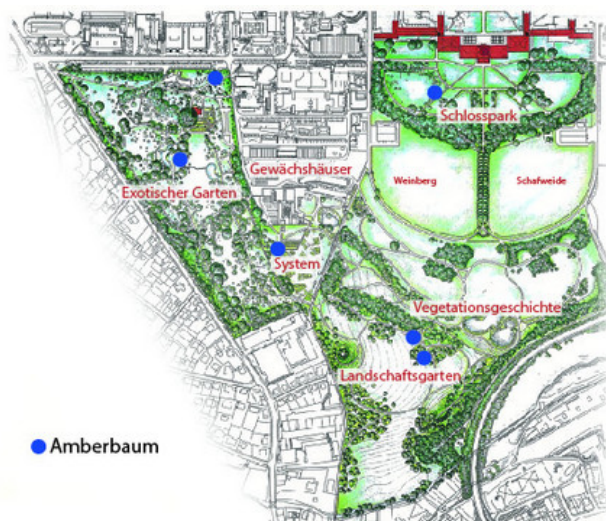 Schlosspark
Gewächshäuser
Weinberg
Schafweide
Exotischer Garten
System
Vegetationsgeschichte
Landschaftsgarten
Amberbaum